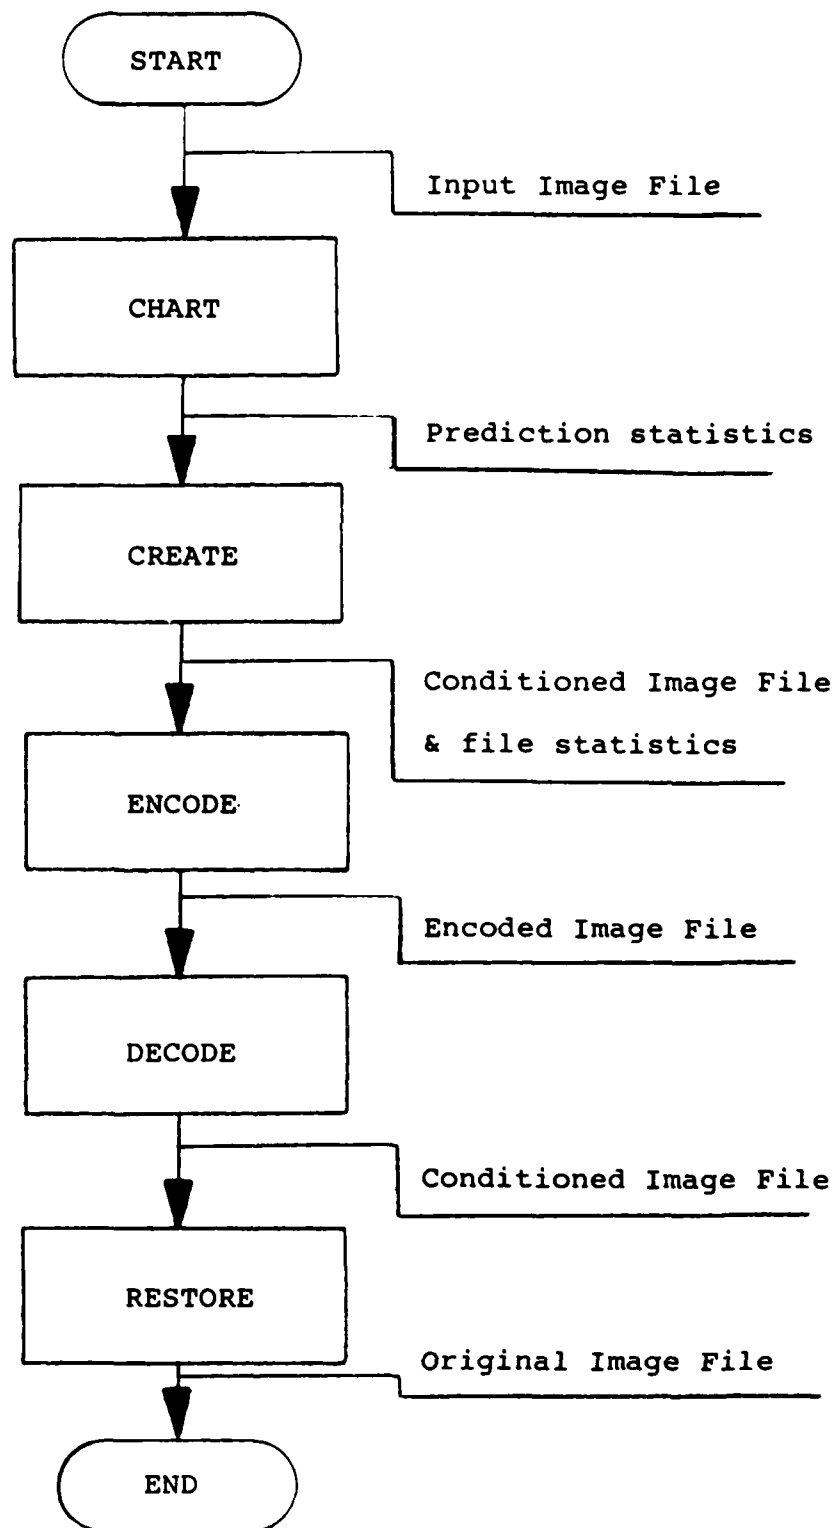 START
Input Image File
CHART
Prediction statistics
CREATE
Conditioned Image File
& file statistics
ENCODE
Encoded Image File
DECODE
Conditioned Image File
RESTORE
Original Image File
END